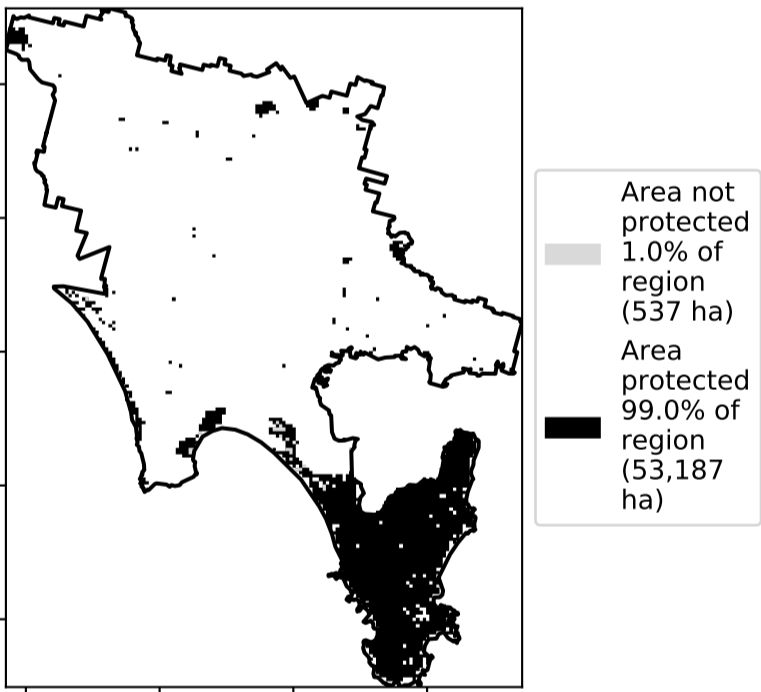 Area not
protected
1.0% of
region
(537 ha)
Area
protected
99.0% of
region
(53,187
ha)